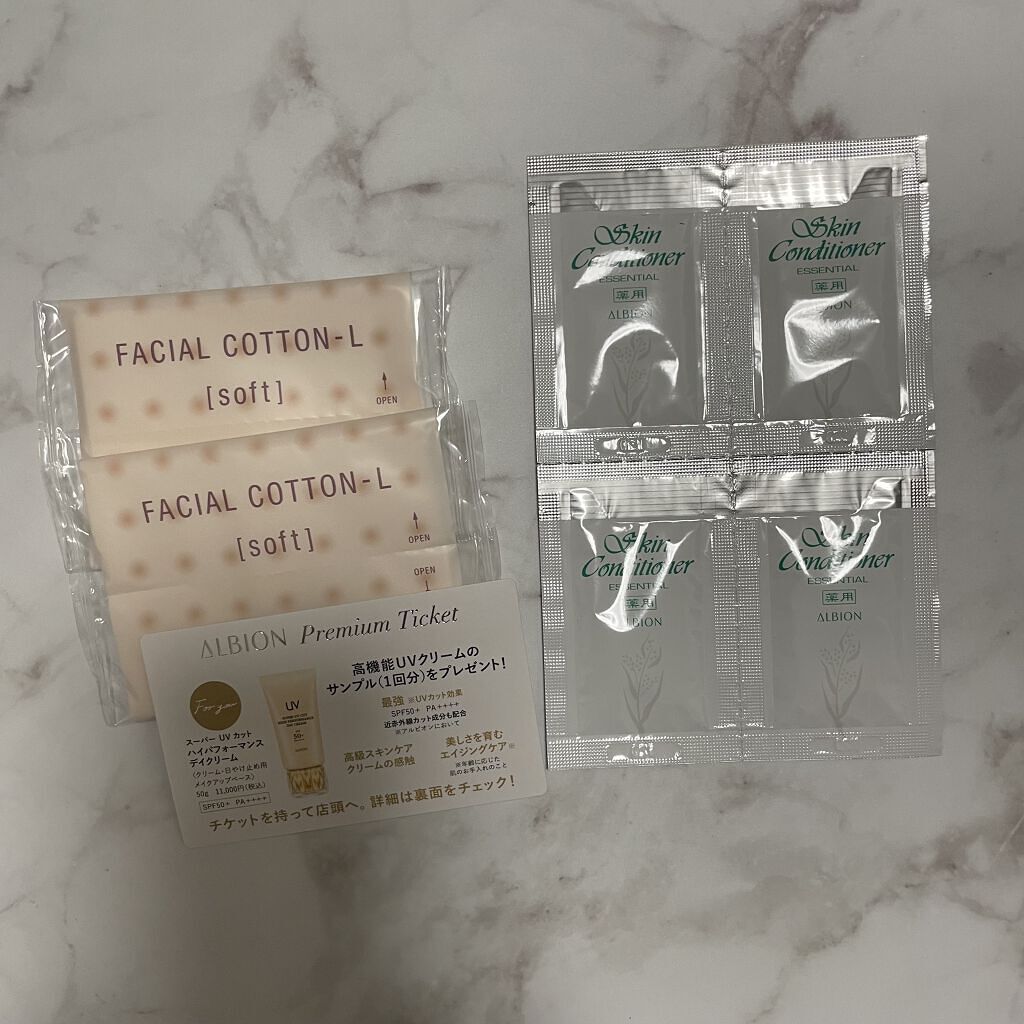 FACIAL COTTON-L
[soft]
OPEN
FACIAL COTTON-L
[soft]
OPEN
OPEN
ALBION Premium Ticket
For you
スーパー UV カット
ハイパフォーマンス
デイクリーム
〈クリーム・日やけ止め用
メイクアップベース〉
50g 11,000円(税込)
SPF50+ PA++++
UV
SUPER UV CUT
HIGH PERFORMANCE
DAY CREAM
50+
高機能UVクリームの
サンプル(1回分)をプレゼント!
最強 ※UVカット効果
SPF50+ PA++++
近赤外線カット成分も配合
※アルビオンにおいて
高級スキンケア
クリームの感触
美しさを育む
エイジングケア※
※年齢に応じた
肌のお手入れのこと
チケットを持って店頭へ。詳細は裏面をチェック!
Skin
Conditioner
ESSENTIAL
薬用
ALBION
Skin
Conditioner
ESSENTIAL
薬用
ALBION
Skin
Conditioner
ESSENTIAL
薬用
ALBION
Skin
Conditioner
ESSENTIAL
薬用
ALBION